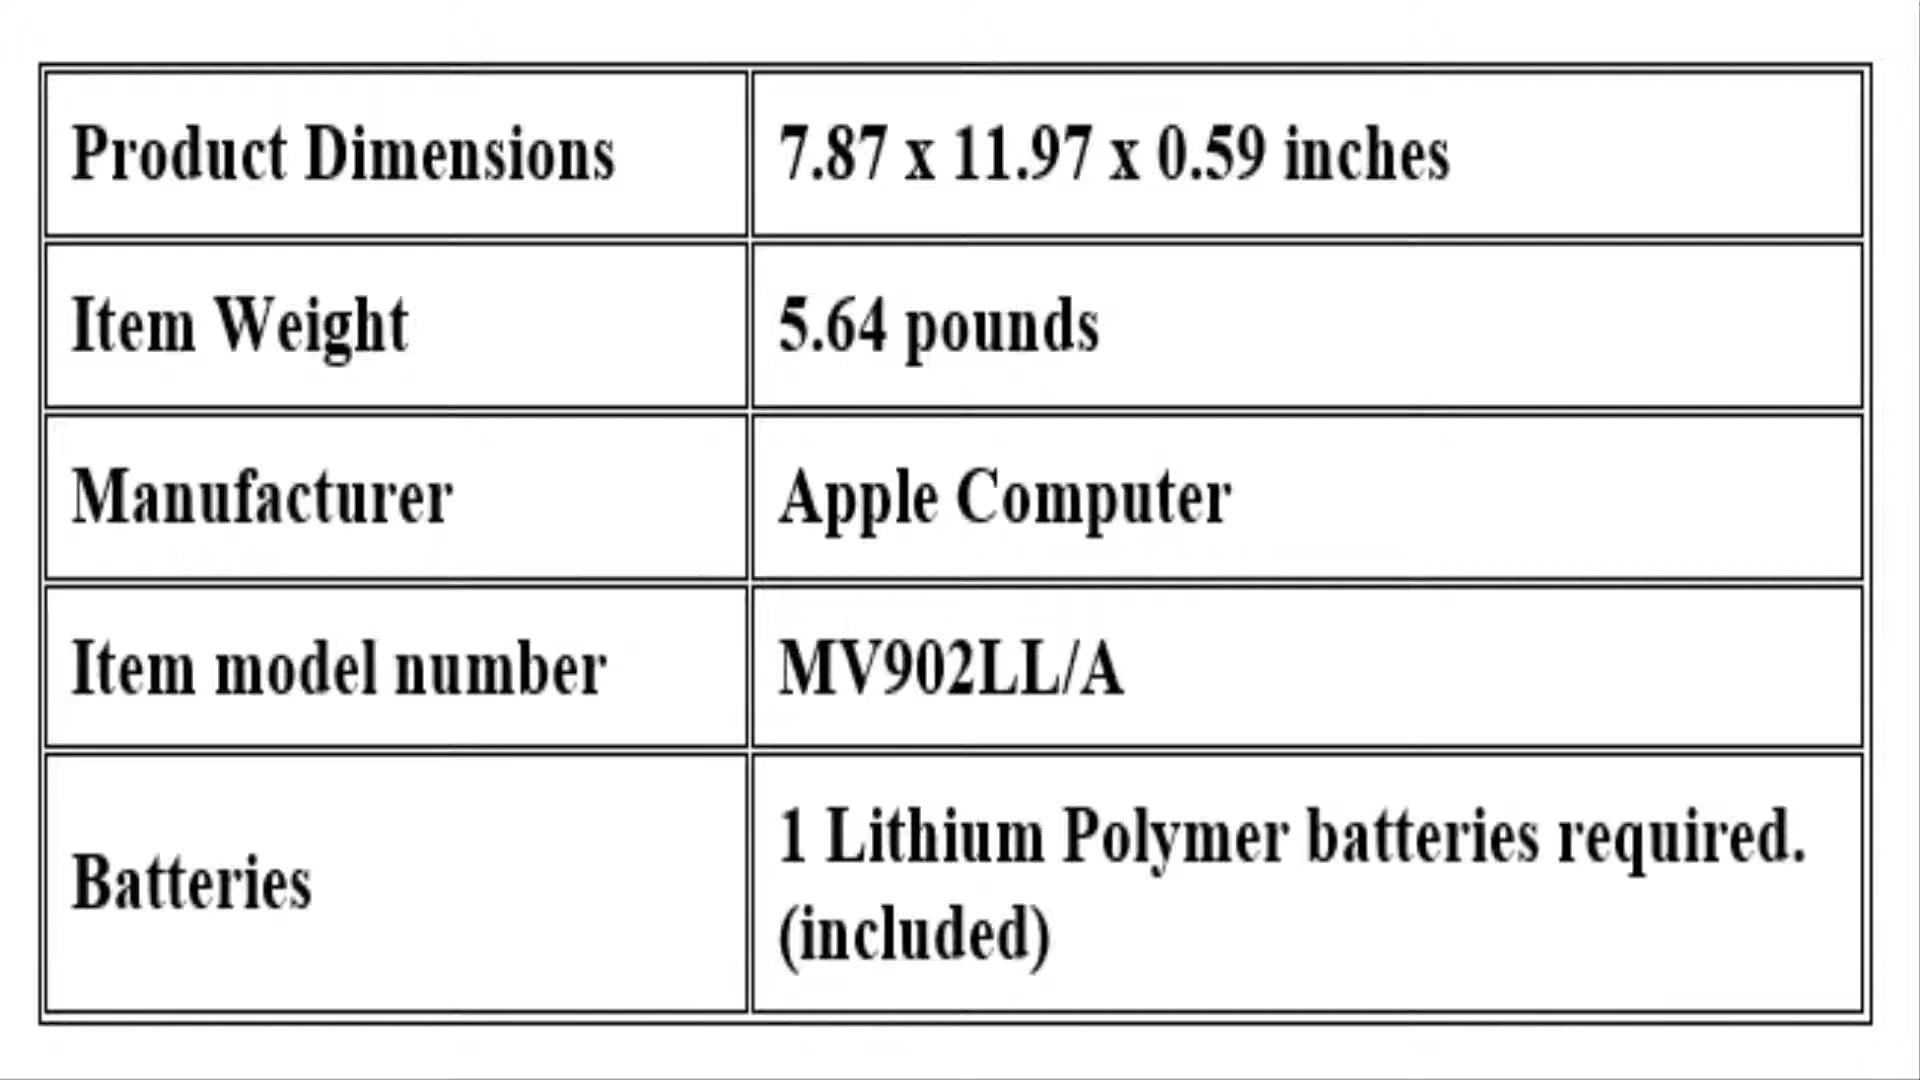 Product Dimensions 7.87 x 11.97 x 0.59 inches
Item Weight 5.64 pounds
Manufacturer Apple Computer
Item model number MV902LL/A
Batteries 1 Lithium Polymer batteries required.
(included)